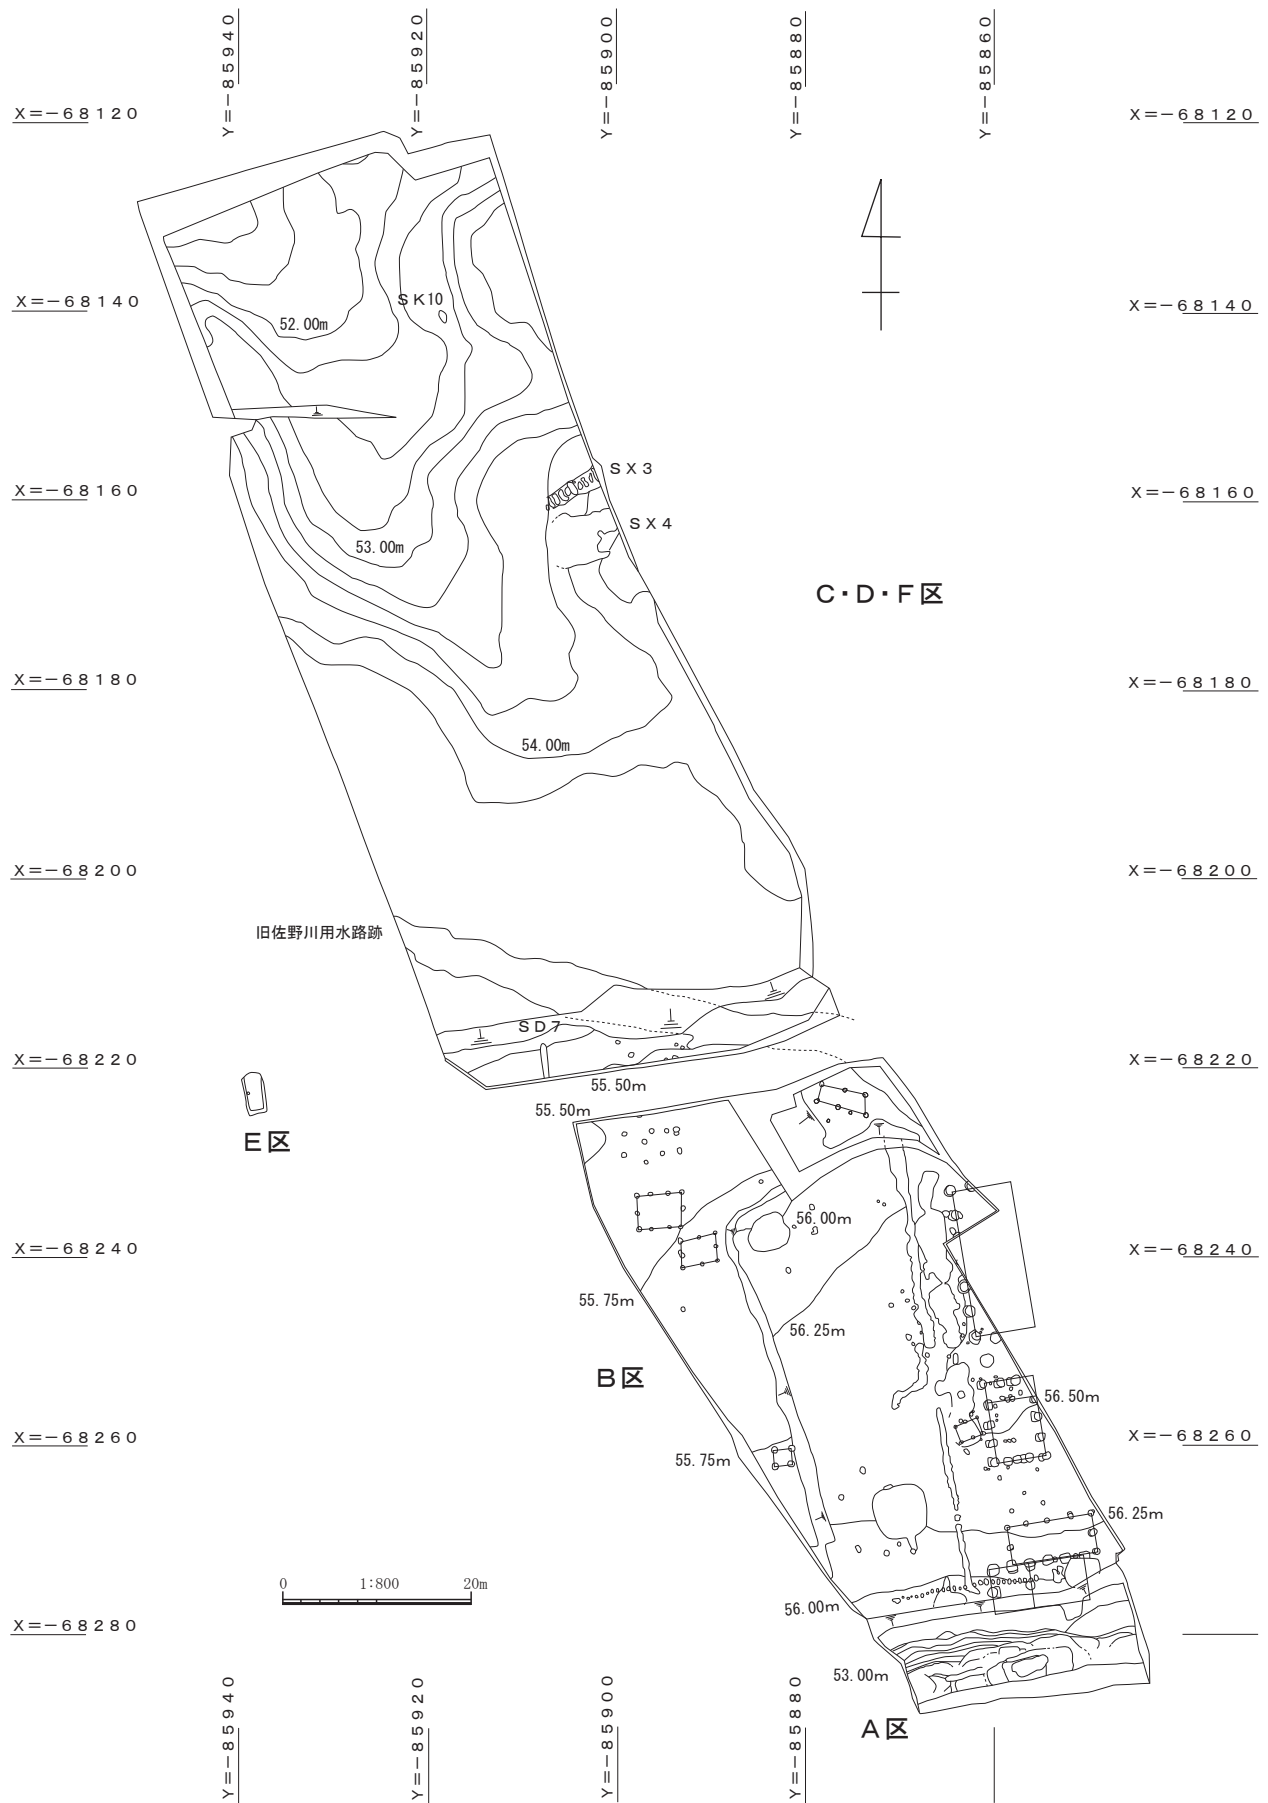 Y＝－８５９４０
Y＝－８５９２０
Y＝－８５９００
Y＝－８５８８０
Y＝－８５８６０
X＝－６８１２０
X＝－６８１２０
X＝－６８１４０
ＳＫ10
X＝－６８１４０
52.00m
ＳＸ３
X＝－６８１６０
X＝－６８１６０
ＳＸ４
53.00m
Ｃ・Ｄ・Ｆ区
X＝－６８１８０
X＝－６８１８０
54.00m
X＝－６８２００
X＝－６８２００
旧佐野川用水路跡
ＳＤ７
X＝－６８２２０
X＝－６８２２０
55.50m
55.50m
Ｅ区
56.00m
X＝－６８２４０
X＝－６８２４０
55.75m
56.25m
Ｂ区
56.50m
X＝－６８２６０
X＝－６８２６０
55.75m
56.25m
0 1:800 20m
56.00m
X＝－６８２８０
53.00m
Ａ区
Y＝－８５９４０
Y＝－８５９２０
Y＝－８５９００
Y＝－８５８８０